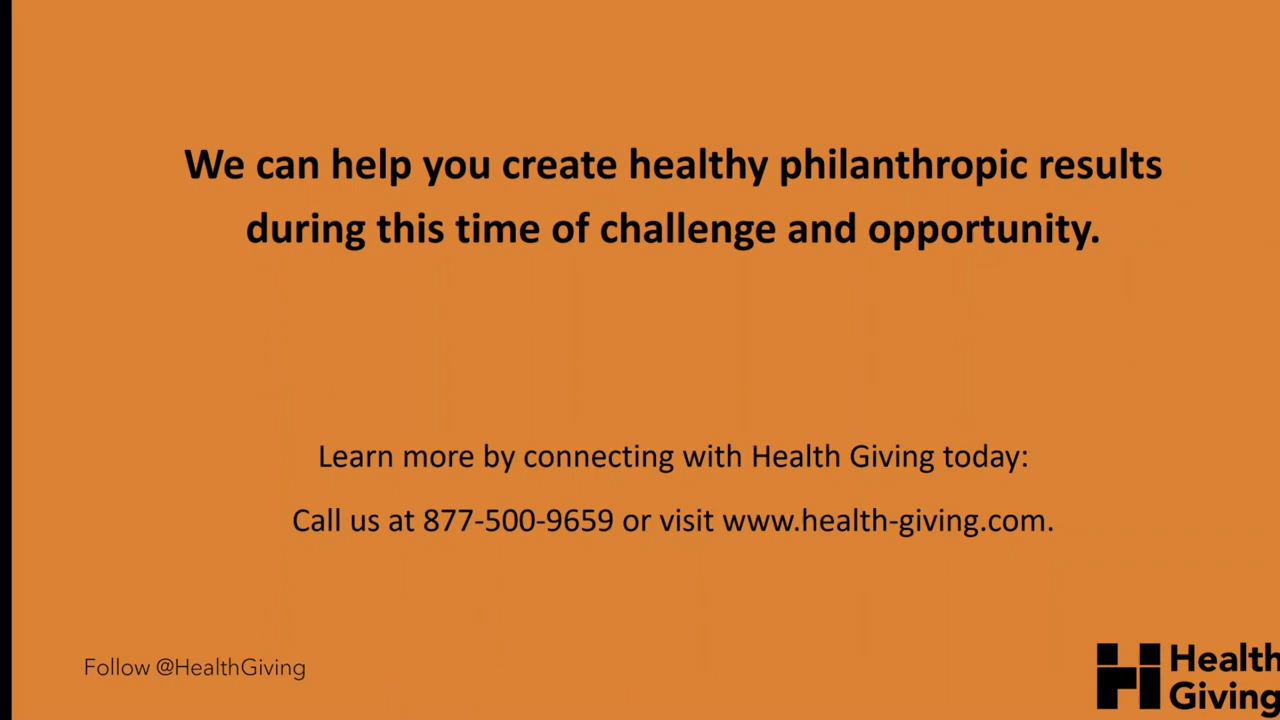 We can help you create healthy philanthropic results
during this time of challenge and opportunity.
Learn more by connecting with Health Giving today:
Call us at 877-500-9659 or visit www.health-giving.com.
Follow @HealthGiving
Health
Giving